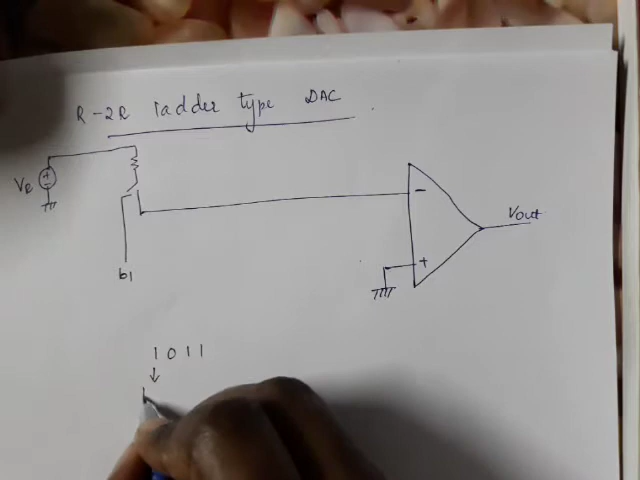 R-2R ladder type DAC
VR
+
-
-
+
Vout
b1
1 0 1 1